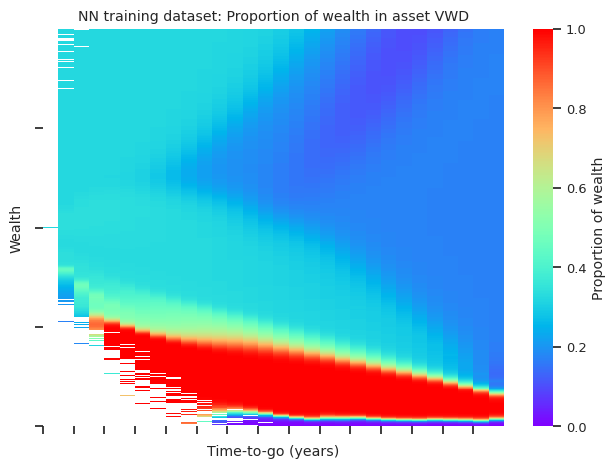 NN training dataset: Proportion of wealth in asset VWD
Wealth
Time-to-go (years)
1.0
0.8
0.6
0.4
0.2
0.0
Proportion of wealth